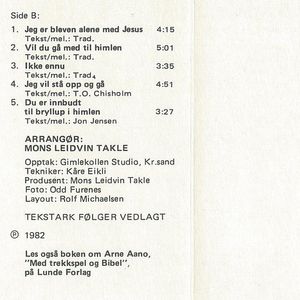 Side B:
1. Jeg er bleven alene med Jesus 4:15
Tekst/mel.: Trad.
2. Vil du gå med til himlen 5:01
Tekst/mel.: Trad.
3. Ikke ennu 3:35
Tekst/mel.: Trad.
4. Jeg vil stå opp og gå 4:51
Tekst/mel.: T.O. Chisholm
5. Du er innbudt
til bryllup i himlen 3:27
Tekst/mel.: Jon Jensen
ARRANGØR:
MONS LEIDVIN TAKLE
Opptak: Gimlekollen Studio, Kr.sand
Tekniker: Kåre Eikli
Produsent: Mons Leidvin Takle
Foto: Odd Furenes
Layout: Rolf Michaelsen
TEKSTARK FØLGER VEDLAGT
℗ 1982
Les også boken om Arne Aano,
"Med trekkspel og Bibel",
på Lunde Forlag